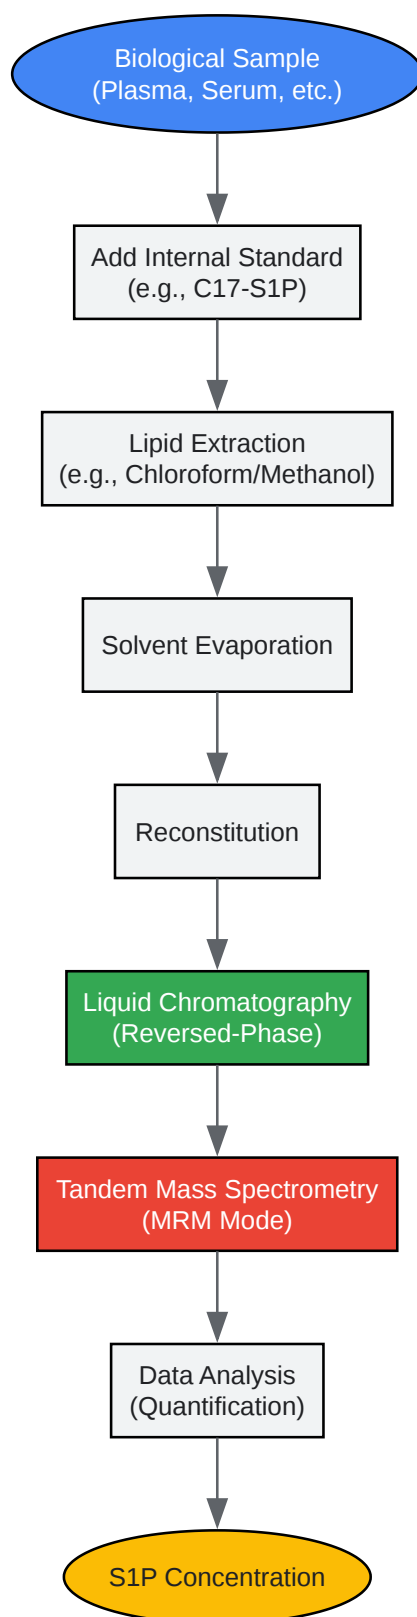 Biological Sample
(Plasma, Serum, etc.)
Add Internal Standard
(e.g., C17-S1P)
Lipid Extraction
(e.g., Chloroform/Methanol)
Solvent Evaporation
Reconstitution
Liquid Chromatography
(Reversed-Phase)
Tandem Mass Spectrometry
(MRM Mode)
Data Analysis
(Quantification)
S1P Concentration